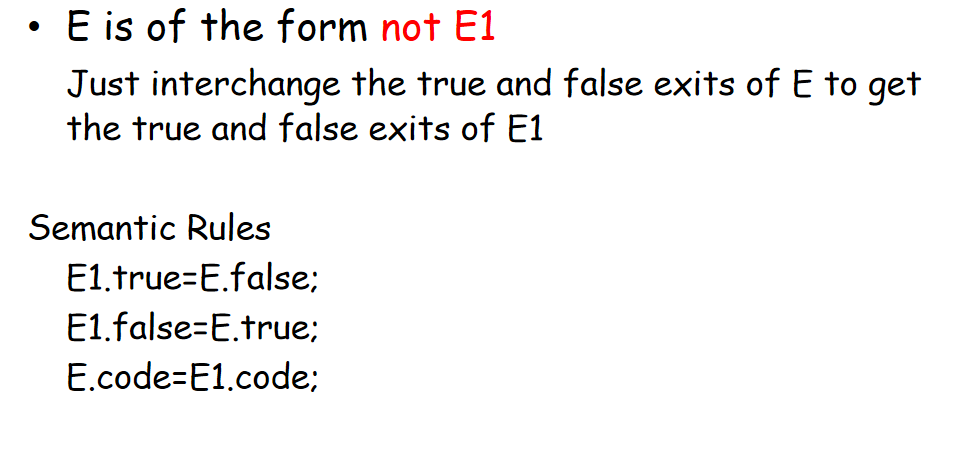 • E is of the form not E1
Just interchange the true and false exits of E to get
the true and false exits of E1
Semantic Rules
E1.true=E.false;
E1.false=E.true;
E.code=E1.code;